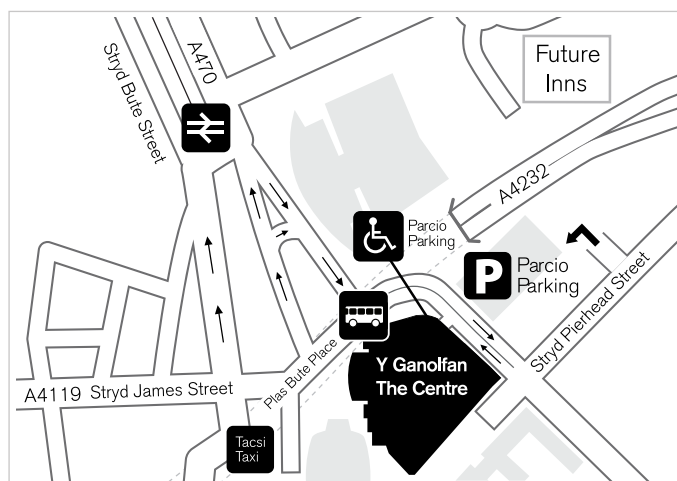 Stryd Bute Street
A470
Future
Inns
A4232
Parcio
Parking
P
Parcio
Parking
Stryd Pierhead Street
Plas Bute Place
Y Ganolfan
The Centre
A4119 Stryd James Street
Tacsi
Taxi